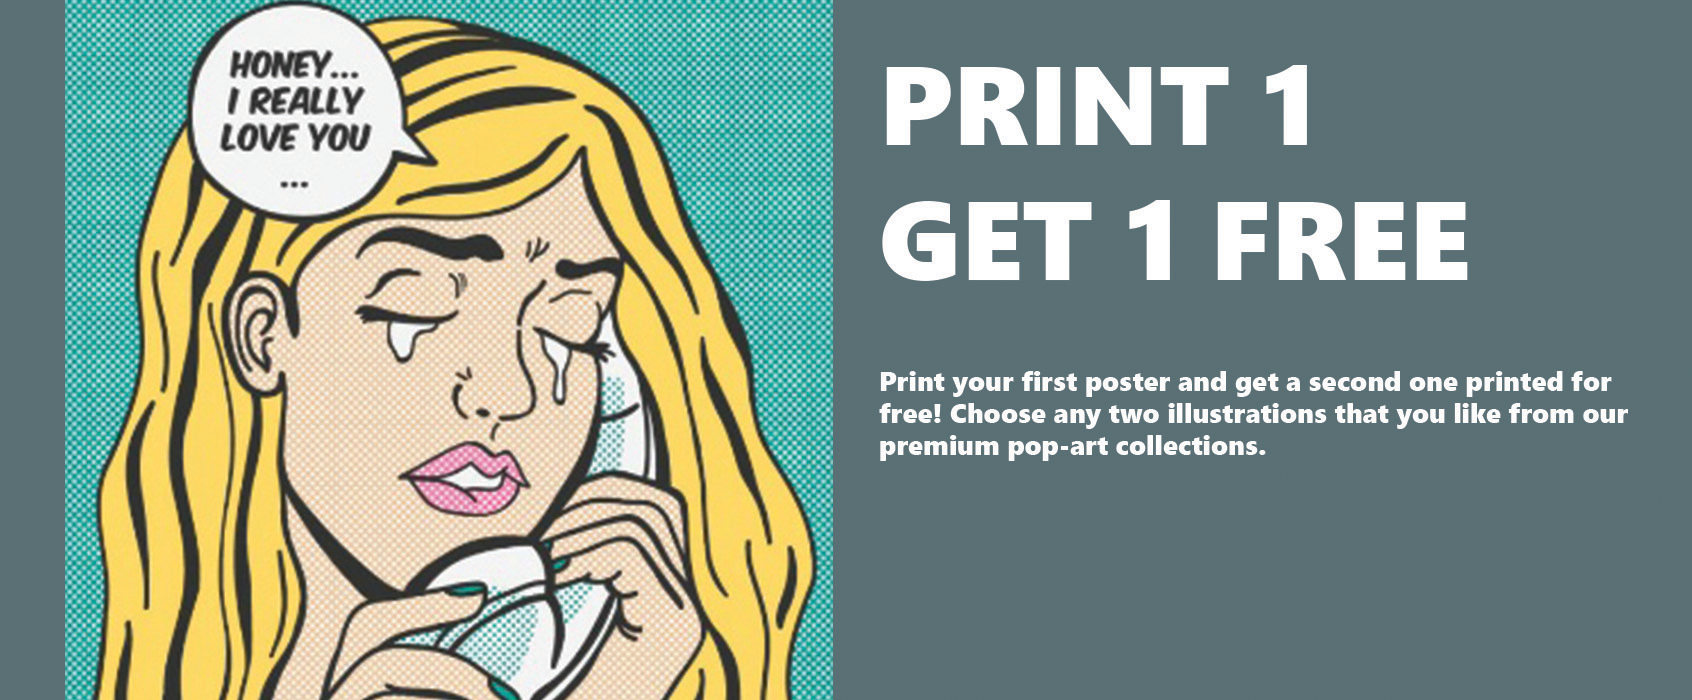 HONEY...
I REALLY
LOVE YOU
...
PRINT 1
GET 1 FREE
Print your first poster and get a second one printed for
free! Choose any two illustrations that you like from our
premium pop-art collections.